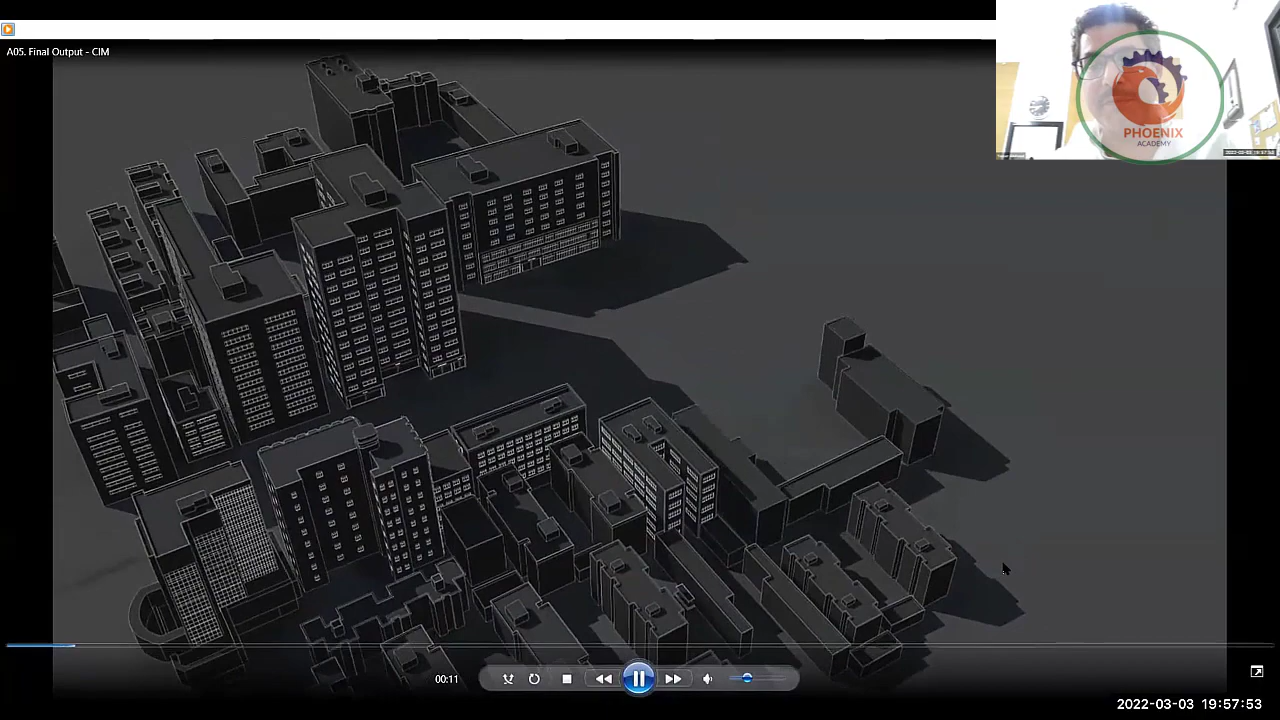 A05. Final Output - CIM
PHOENIX
ACADEMY
00:11
2022-03-03 19:57:53